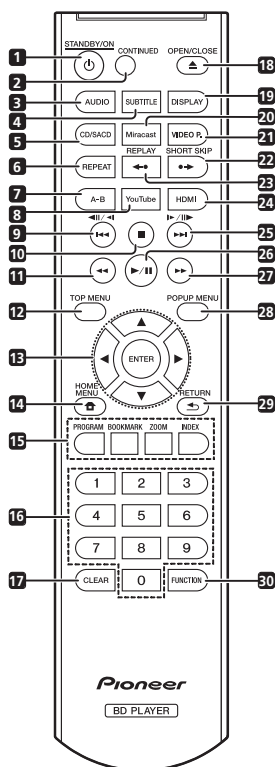 STANDBY/ON
CONTINUED
OPEN/CLOSE
1
2
18
3
AUDIO
SUBTITLE
DISPLAY
19
4
20
5
CD/SACD
Miracast
VIDEO P.
21
REPLAY
SHORT SKIP
6
REPEAT
22
7
23
A-B
YouTube
HDMI
24
8
9
25
10
26
11
27
12
TOP MENU
POPUP MENU
28
13
ENTER
HOME
MENU
RETURN
14
29
15
PROGRAM
BOOKMARK
ZOOM
INDEX
1
2
3
16
4
5
6
7
8
9
17
CLEAR
0
FUNCTION
30
Pioneer
BD PLAYER